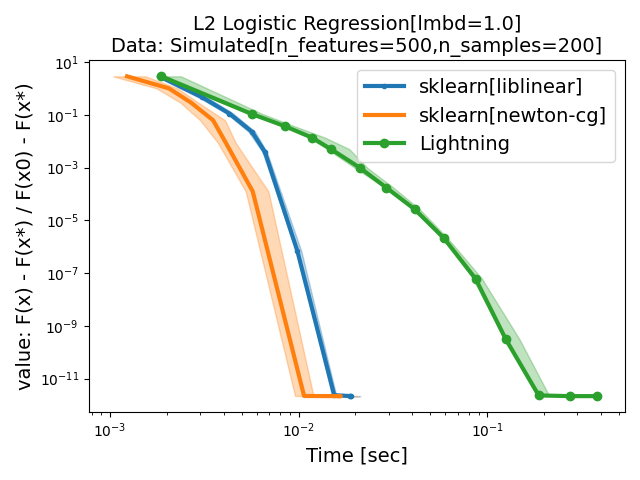 L2 Logistic Regression[lmbd=1.0]
Data: Simulated[n_features=500,n_samples=200]
value: F(x) - F(x*) / F(x0) - F(x*)
10¹
10⁻¹
10⁻³
10⁻⁵
10⁻⁷
10⁻⁹
10⁻¹¹
sklearn[liblinear]
sklearn[newton-cg]
Lightning
10⁻³
10⁻²
10⁻¹
Time [sec]